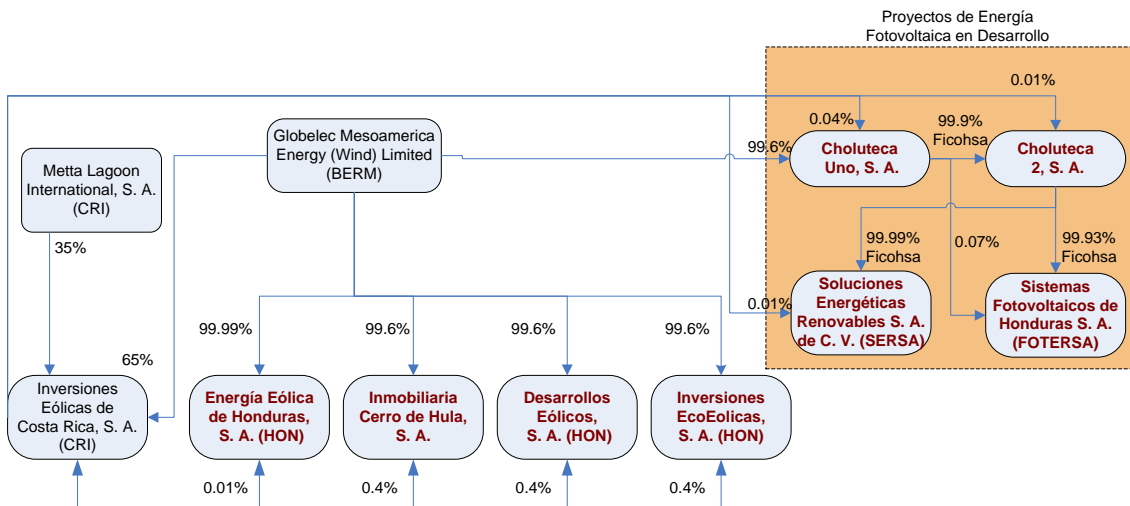 Proyectos de Energía
Fotovoltaica en Desarrollo
0.01%
0.04%
99.9%
Ficohsa
Globelec Mesoamerica
Energy (Wind) Limited
(BERM)
99.6%
Choluteca
Uno, S. A.
Choluteca
2, S. A.
Metta Lagoon
International, S. A.
(CRI)
35%
99.99%
Ficohsa
0.07%
99.93%
Ficohsa
0.01%
Soluciones
Energéticas
Renovables S. A.
de C. V. (SERSA)
Sistemas
Fotovoltaicos de
Honduras S. A.
(FOTERSA)
99.99%
99.6%
99.6%
99.6%
65%
Inversiones
Eólicas de
Costa Rica, S. A.
(CRI)
Energía Eólica
de Honduras,
S. A. (HON)
Inmobiliaria
Cerro de Hula,
S. A.
Desarrollos
Eólicos,
S. A. (HON)
Inversiones
EcoEolicas,
S. A. (HON)
0.01%
0.4%
0.4%
0.4%